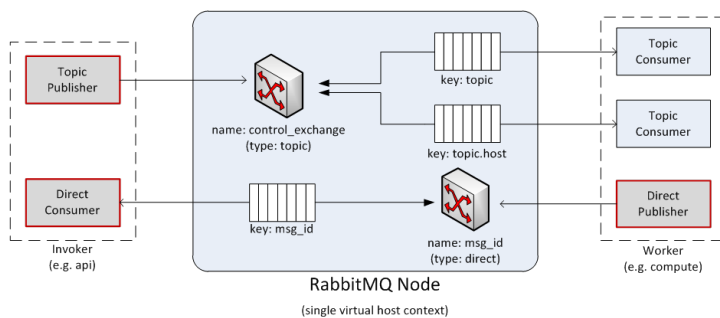 Topic
Publisher
name: control_exchange
(type: topic)
key: topic
Topic
Consumer
key: topic.host
Topic
Consumer
Direct
Consumer
key: msg_id
name: msg_id
(type: direct)
Direct
Publisher
Invoker
(e.g. api)
Worker
(e.g. compute)
RabbitMQ Node
(single virtual host context)